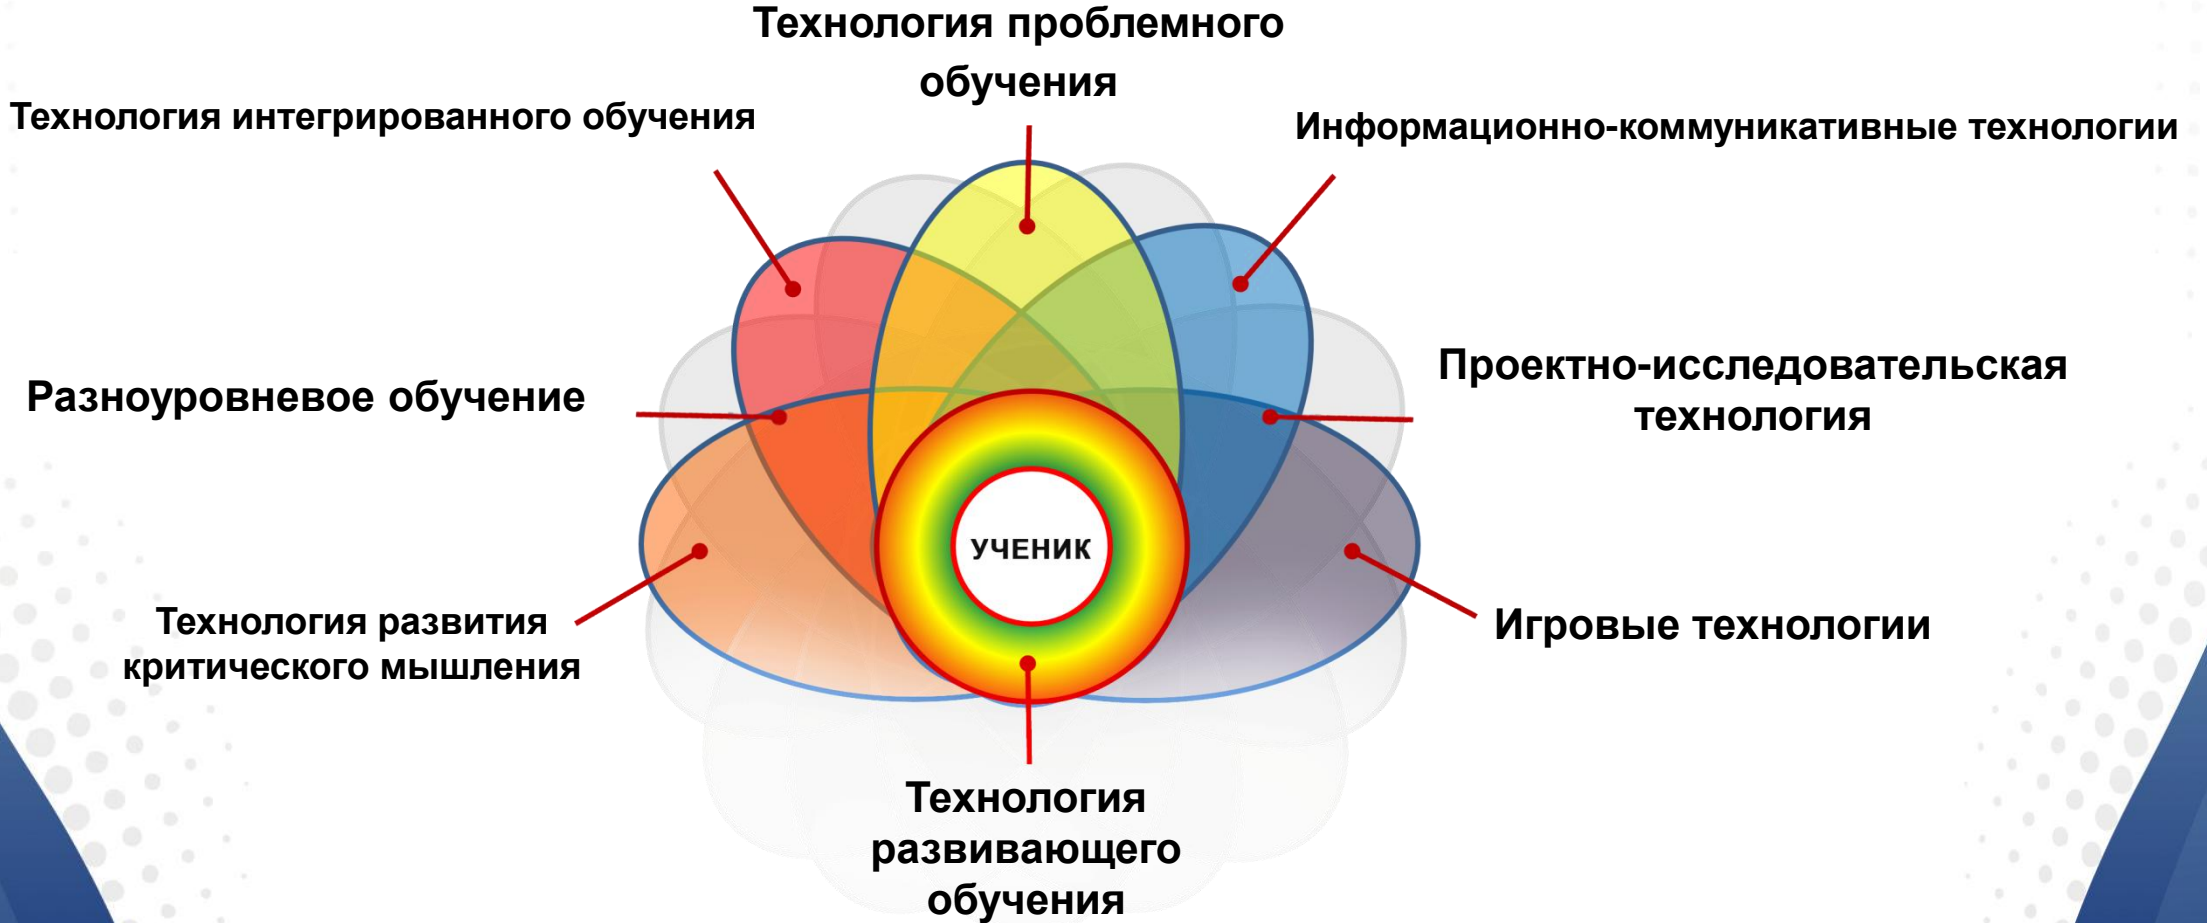 Технология проблемного
обучения
Технология интегрированного обучения
Информационно-коммуникативные технологии
Разноуровневое обучение
Проектно-исследовательская
технология
УЧЕНИК
Технология развития
критического мышления
Игровые технологии
Технология
развивающего
обучения